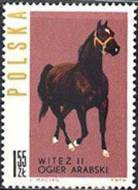 POLSKA
1.55 ZŁ
WITEŹ II
OGIER ARABSKI